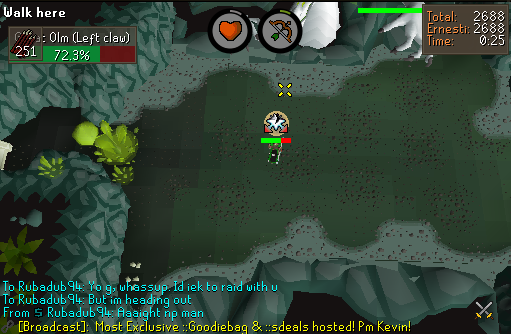 Walk here
: Olm (Left claw)
251
72.3%
Total: 2688
Ernesti: 2688
Time: 0:25
To Rubadub94: Yo g, whassup. Id iek to raid with u
To Rubadub94: But im heading out
From S Rubadub94: Aaaight np man
[Broadcast]: Most Exclusive ::Goodiebag & ::sdeals hosted! Pm Kevin!